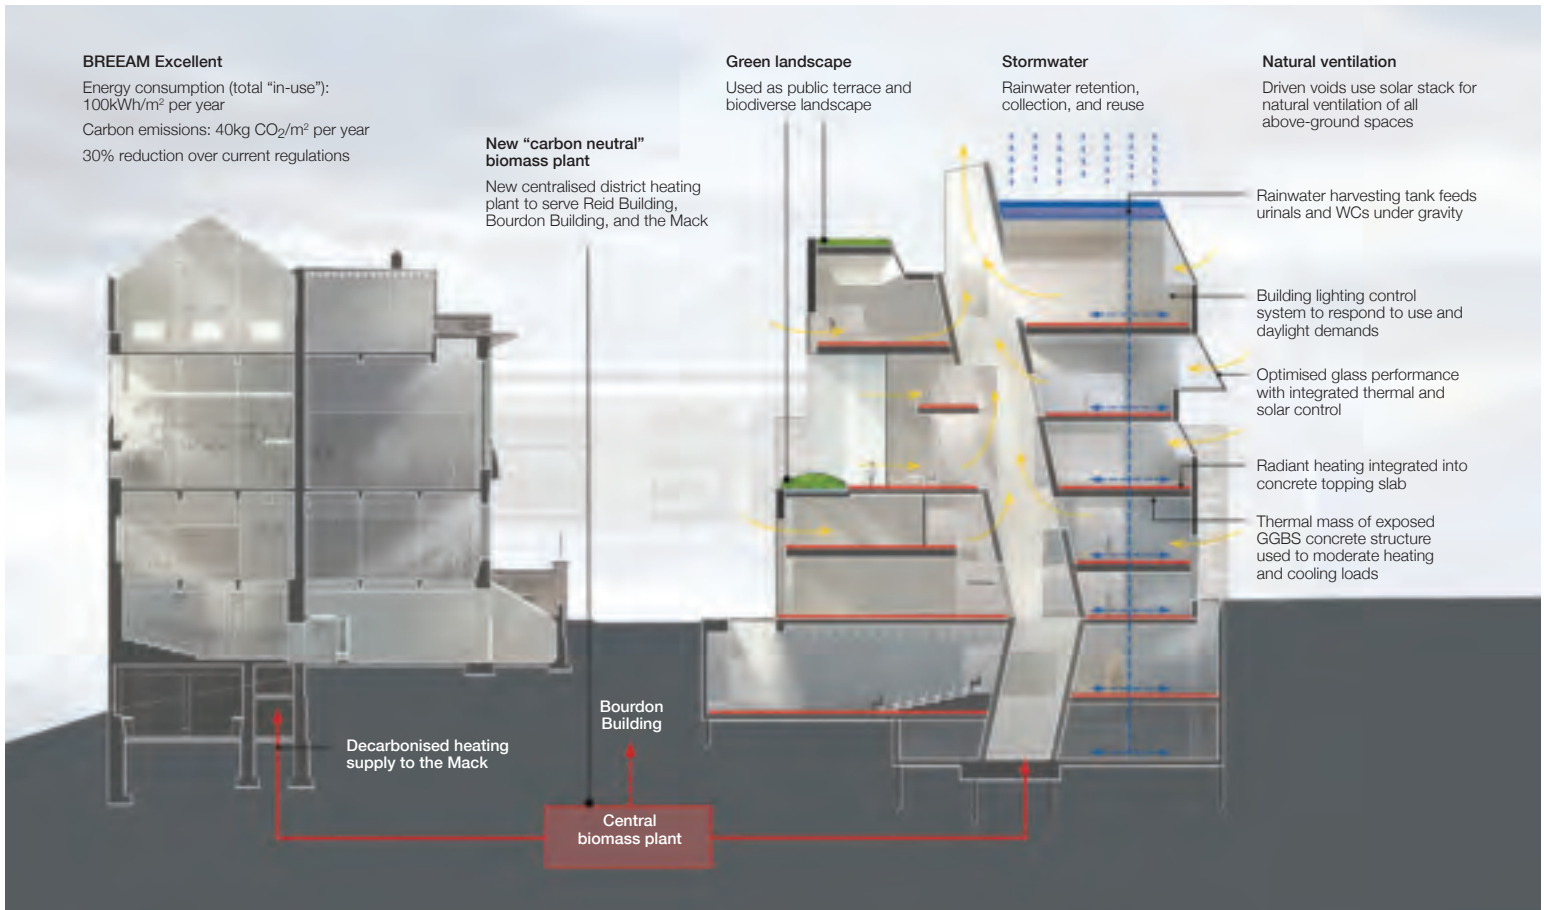 BREEAM Excellent
Energy consumption (total “in-use”):
100kWh/m² per year
Carbon emissions: 40kg CO₂/m² per year
30% reduction over current regulations
New “carbon neutral”
biomass plant
New centralised district heating
plant to serve Reid Building,
Bourdon Building, and the Mack
Green landscape
Used as public terrace and
biodiverse landscape
Stormwater
Rainwater retention,
collection, and reuse
Natural ventilation
Driven voids use solar stack for
natural ventilation of all
above-ground spaces
Rainwater harvesting tank feeds
urinals and WCs under gravity
Building lighting control
system to respond to use and
daylight demands
Optimised glass performance
with integrated thermal and
solar control
Radiant heating integrated into
concrete topping slab
Thermal mass of exposed
GGBS concrete structure
used to moderate heating
and cooling loads
Bourdon
Building
Decarbonised heating
supply to the Mack
Central
biomass plant